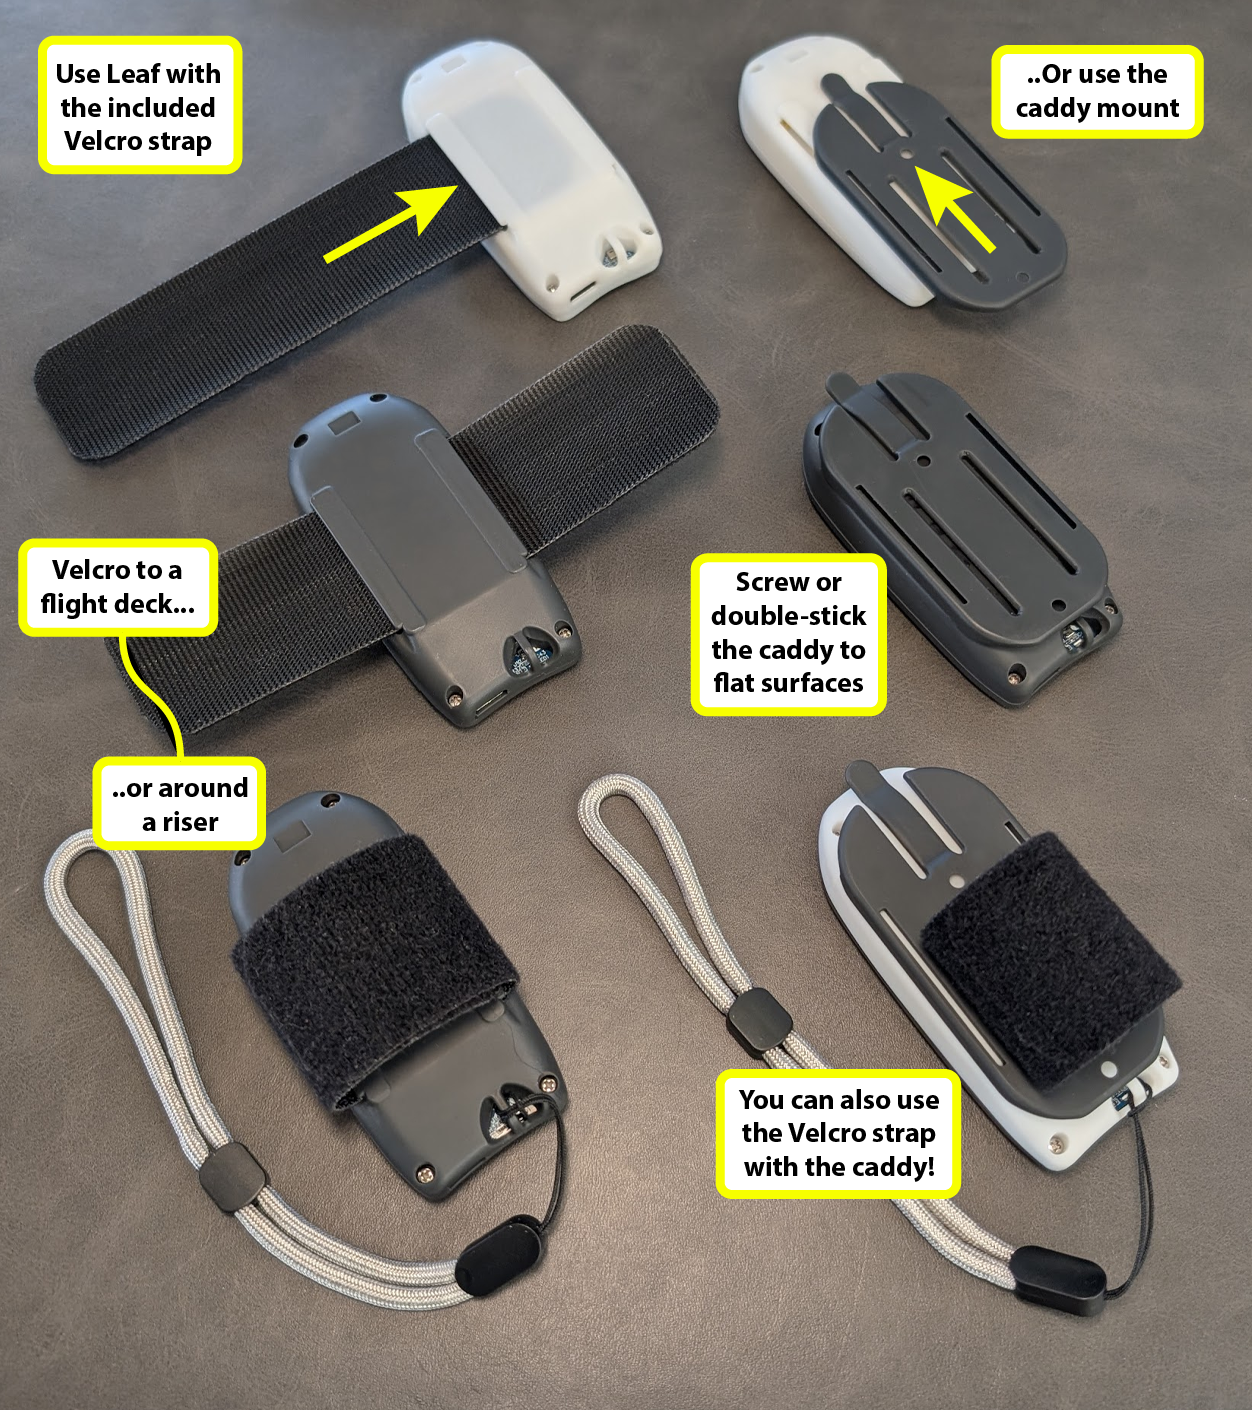 Use Leaf with
the included
Velcro strap
..Or use the
caddy mount
Velcro to a
flight deck...
..or around
a riser
Screw or
double-stick
the caddy to
flat surfaces
You can also use
the Velcro strap
with the caddy!